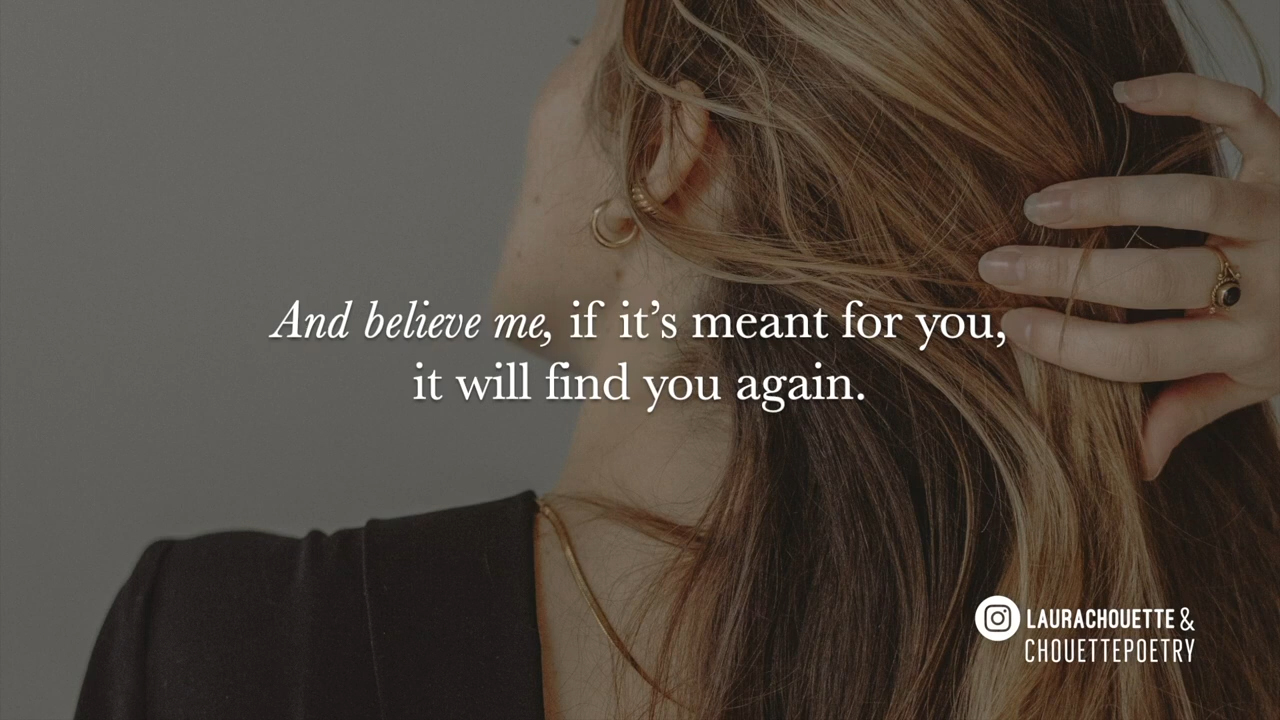 And believe me, if it’s meant for you,
it will find you again.
LAURACHOUETTE &
CHOUETTEPOETRY